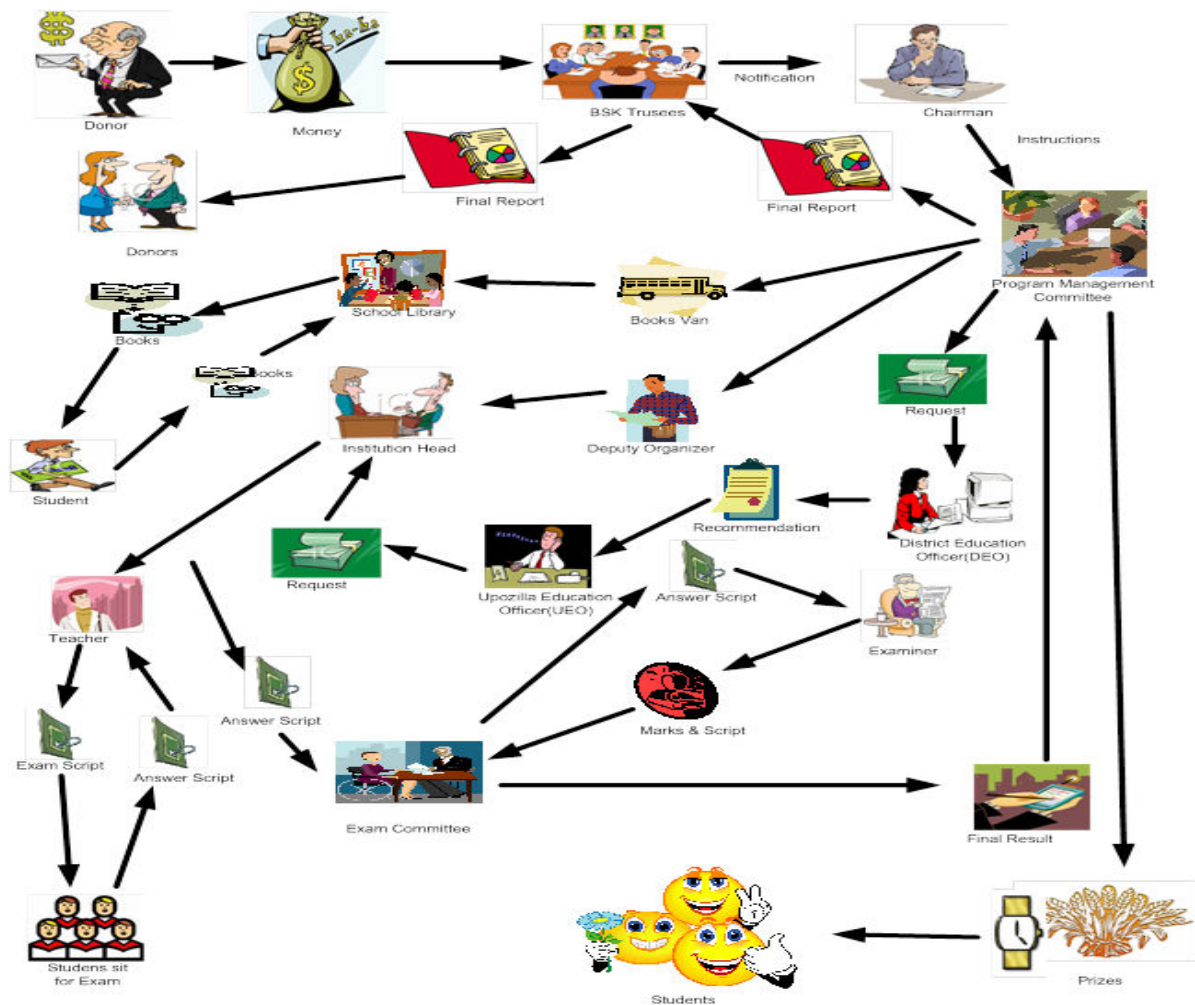 Donor
Money
BSK Trusees
Notification
Chairman
Instructions
Final Report
Final Report
Donors
School Library
Books Van
Program Management
Committee
Books
Books
Request
Institution Head
Deputy Organizer
Student
Recommendation
District Education
Officer(DEO)
Request
Upozilla Education
Officer(UEO)
Answer Script
Teacher
Examiner
Answer Script
Marks & Script
Exam Script
Answer Script
Exam Committee
Final Result
Studens sit
for Exam
Prizes
Students